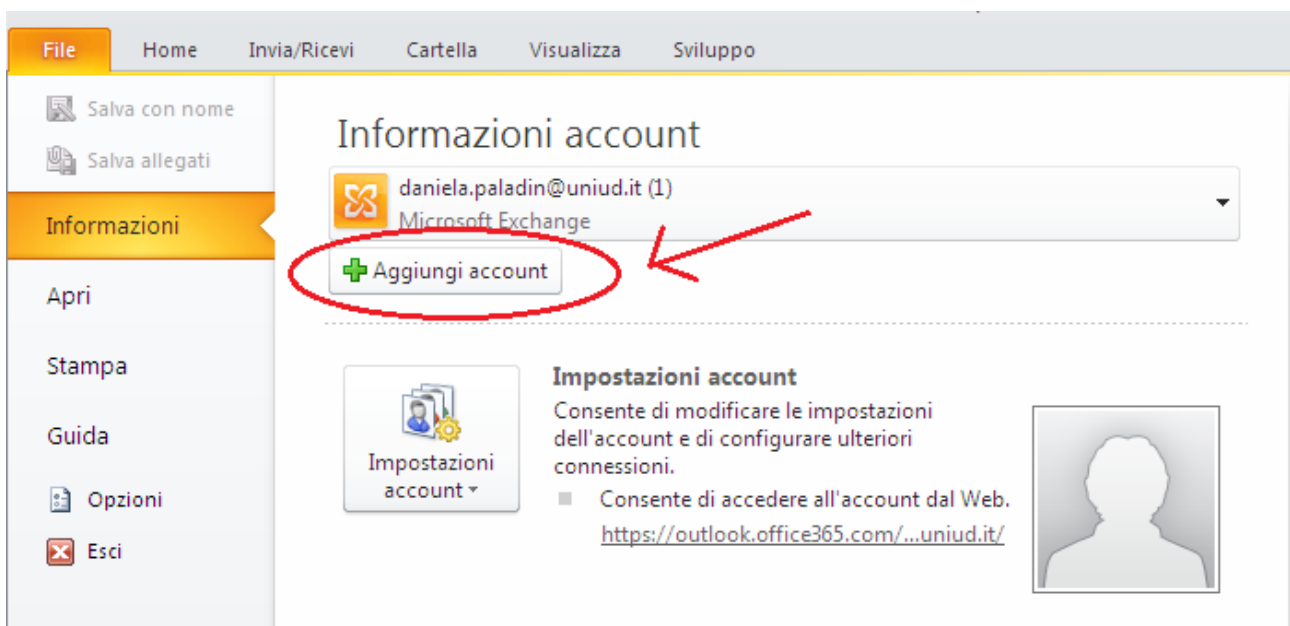 File Home Invia/Ricevi Cartella Visualizza Sviluppo
Salva con nome
Salva allegati
Informazioni
Apri
Stampa
Guida
Opzioni
Esci
Informazioni account
daniela.paladin@uniud.it (1)
Microsoft Exchange
Aggiungi account
Impostazioni
account
Impostazioni account
Consente di modificare le impostazioni
dell'account e di configurare ulteriori
connessioni.
Consente di accedere all'account dal Web.
https://outlook.office365.com/...uniud.it/